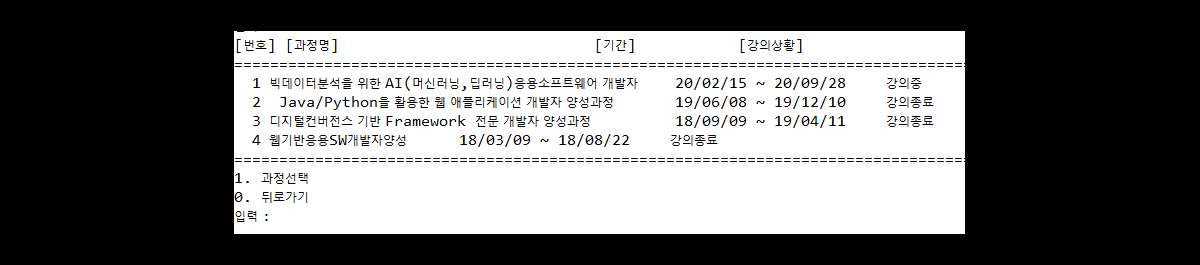 [번호] [과정명] [기간] [강의상황]
================================================================================
1 빅데이터분석을 위한 AI(머신러닝,딥러닝)응용소프트웨어 개발자 20/02/15 ~ 20/09/28 강의중
2 Java/Python을 활용한 웹 애플리케이션 개발자 양성과정 19/06/08 ~ 19/12/10 강의종료
3 디지털컨버전스 기반 Framework 전문 개발자 양성과정 18/09/09 ~ 19/04/11 강의종료
4 웹기반응용SW개발자양성 18/03/09 ~ 18/08/22 강의종료
================================================================================
1. 과정선택
0. 뒤로가기
입력 :